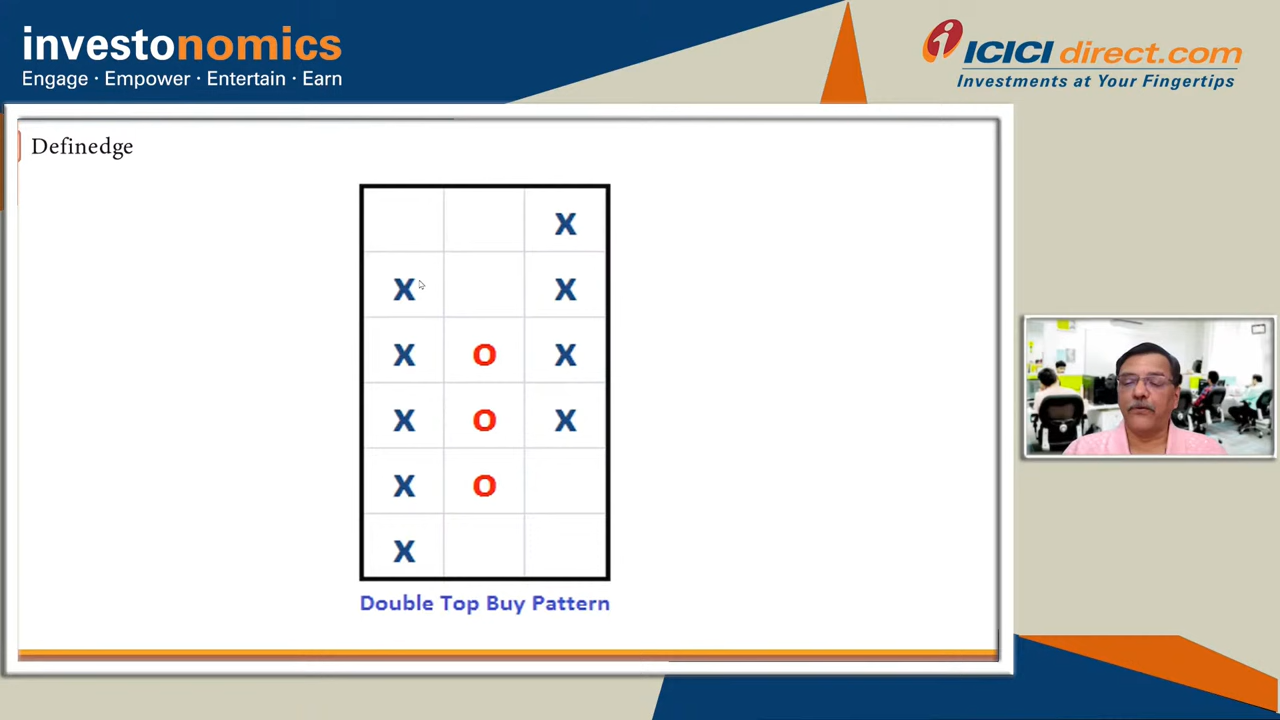 investonomics
Engage · Empower · Entertain · Earn
ICICI direct.com
Investments at Your Fingertips
Definedge
X
X X
X O X
X O X
X O
X
Double Top Buy Pattern